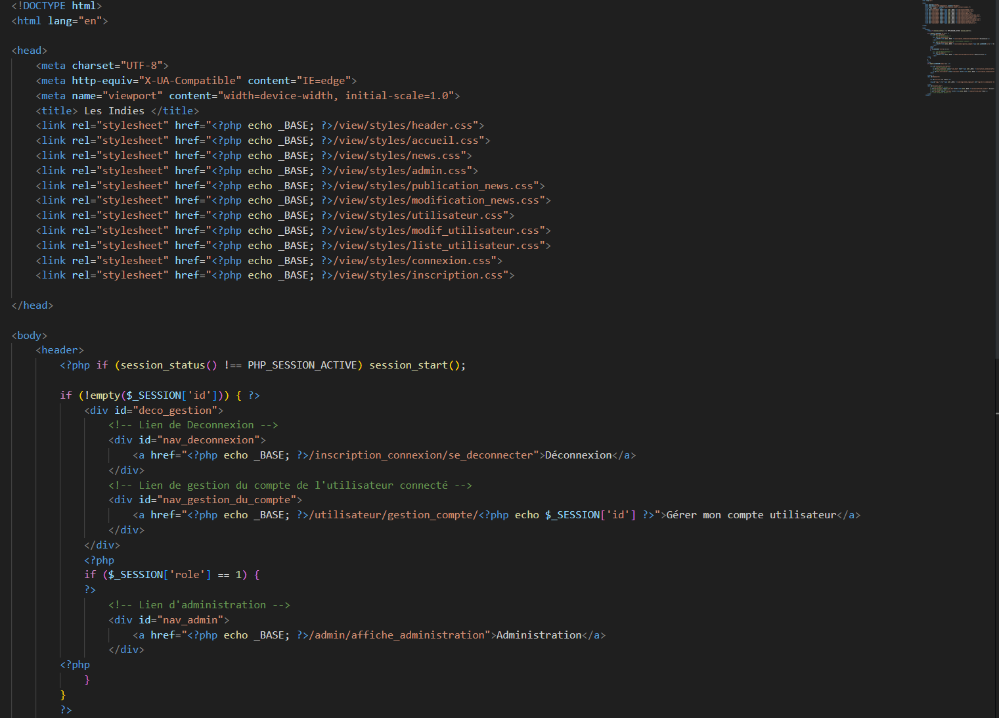 <!DOCTYPE html>
<html lang="en">
<head>
<meta charset="UTF-8">
<meta http-equiv="X-UA-Compatible" content="IE=edge">
<meta name="viewport" content="width=device-width, initial-scale=1.0">
<title> Les Indies </title>
<link rel="stylesheet" href="<?php echo _BASE; ?>/view/styles/header.css">
<link rel="stylesheet" href="<?php echo _BASE; ?>/view/styles/accueil.css">
<link rel="stylesheet" href="<?php echo _BASE; ?>/view/styles/news.css">
<link rel="stylesheet" href="<?php echo _BASE; ?>/view/styles/admin.css">
<link rel="stylesheet" href="<?php echo _BASE; ?>/view/styles/publication_news.css">
<link rel="stylesheet" href="<?php echo _BASE; ?>/view/styles/modification_news.css">
<link rel="stylesheet" href="<?php echo _BASE; ?>/view/styles/utilisateur.css">
<link rel="stylesheet" href="<?php echo _BASE; ?>/view/styles/modif_utilisateur.css">
<link rel="stylesheet" href="<?php echo _BASE; ?>/view/styles/liste_utilisateur.css">
<link rel="stylesheet" href="<?php echo _BASE; ?>/view/styles/connexion.css">
<link rel="stylesheet" href="<?php echo _BASE; ?>/view/styles/inscription.css">
</head>
<body>
<header>
<?php if (session_status() !== PHP_SESSION_ACTIVE) session_start();
if (!empty($_SESSION['id'])) { ?>
<div id="deco_gestion">
<!-- Lien de Deconnexion -->
<div id="nav_deconnexion">
<a href="<?php echo _BASE; ?>/inscription_connexion/se_deconnecter">Déconnexion</a>
</div>
<!-- Lien de gestion du compte de l'utilisateur connecté -->
<div id="nav_gestion_du_compte">
<a href="<?php echo _BASE; ?>/utilisateur/gestion_compte/<?php echo $_SESSION['id'] ?>">Gérer mon compte utilisateur</a>
</div>
</div>
<?php
if ($_SESSION['role'] == 1) {
?>
<!-- Lien d'administration -->
<div id="nav_admin">
<a href="<?php echo _BASE; ?>/admin/affiche_administration">Administration</a>
</div>
<?php
}
}
?>